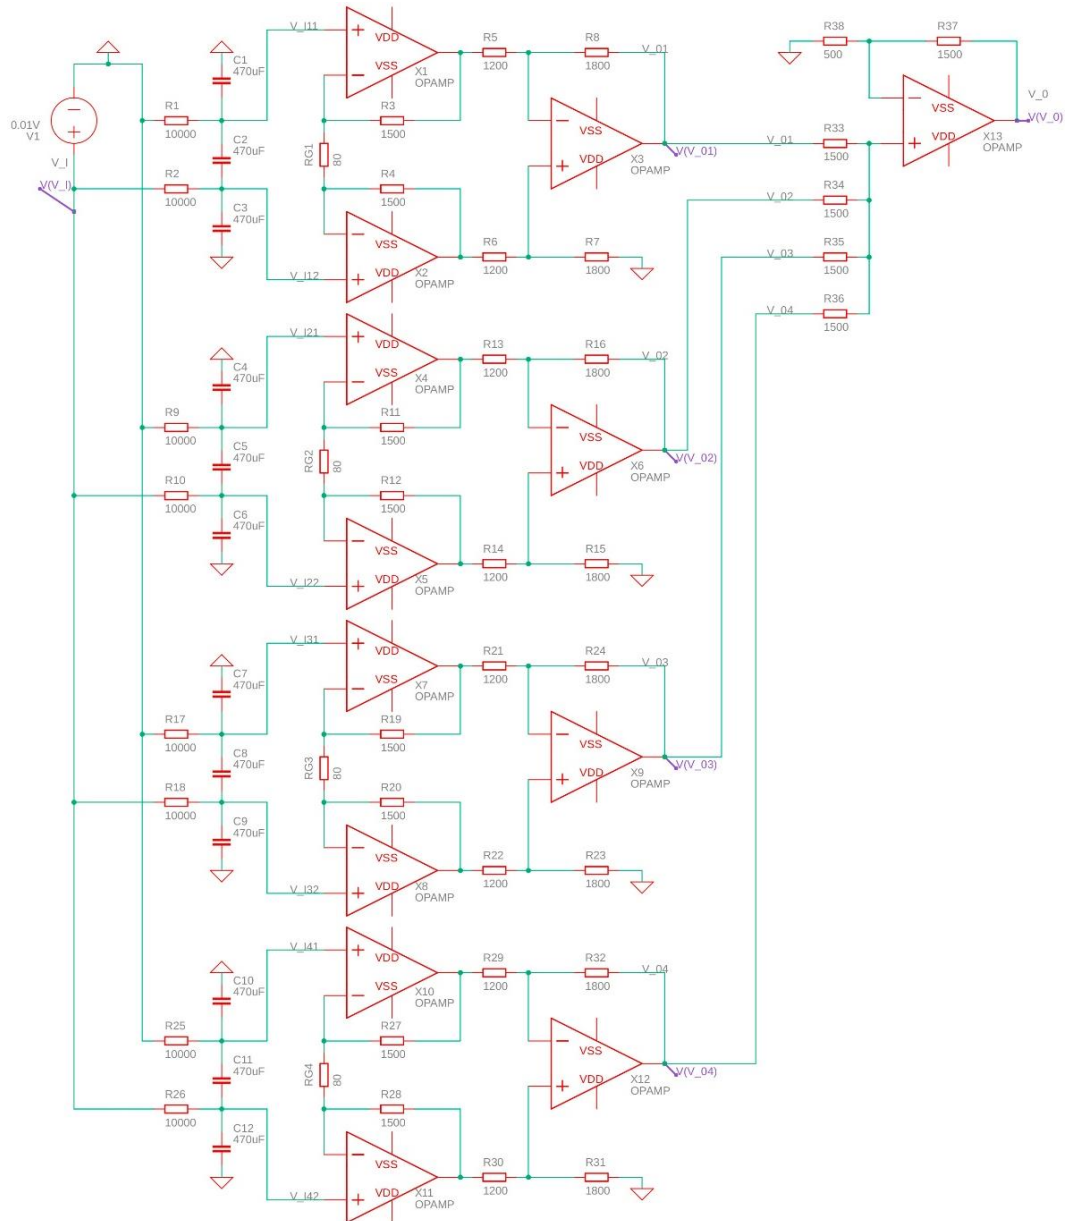 0.01V
V1
V_I
V(V_I)
R1
10000
R2
10000
C1
470uF
C2
470uF
C3
470uF
V_I11
V_I12
VDD
VSS
X1
OPAMP
R3
1500
RG1
80
R4
1500
VSS
VDD
X2
OPAMP
R5
1200
R8
1800
V_01
VSS
VDD
X3
OPAMP
V(V_01)
R6
1200
R7
1800
R9
10000
R10
10000
C4
470uF
C5
470uF
C6
470uF
V_I21
V_I22
VDD
VSS
X4
OPAMP
R11
1500
RG2
80
R12
1500
VSS
VDD
X5
OPAMP
R13
1200
R16
1800
V_02
VSS
VDD
X6
OPAMP
V(V_02)
R14
1200
R15
1800
R17
10000
R18
10000
C7
470uF
C8
470uF
C9
470uF
V_I31
V_I32
VDD
VSS
X7
OPAMP
R19
1500
RG3
80
R20
1500
VSS
VDD
X8
OPAMP
R21
1200
R24
1800
V_03
VSS
VDD
X9
OPAMP
V(V_03)
R22
1200
R23
1800
R25
10000
R26
10000
C10
470uF
C11
470uF
C12
470uF
V_I41
V_I42
VDD
VSS
X10
OPAMP
R27
1500
RG4
80
R28
1500
VSS
VDD
X11
OPAMP
R29
1200
R32
1800
V_04
VSS
VDD
X12
OPAMP
V(V_04)
R30
1200
R31
1800
R38
500
R37
1500
VSS
VDD
X13
OPAMP
V_0
V(V_0)
V_01
R33
1500
V_02
R34
1500
V_03
R35
1500
V_04
R36
1500